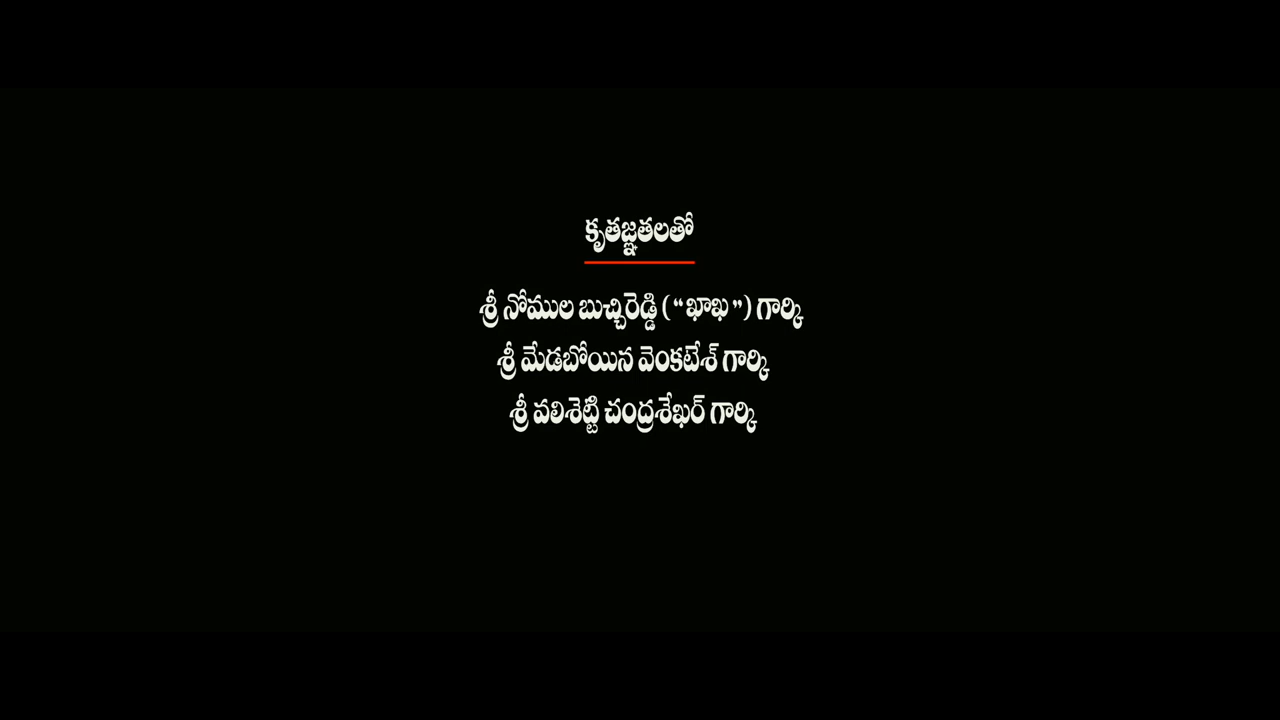 కృతజ్ఞతలతో
శ్రీ నోముల బుచ్చిరెడ్డి ( “ ఖాఖ ” ) గార్కి
శ్రీ మేడబోయిన వెంకటేశ్ గార్కి
శ్రీ వలిశెట్టి చంద్రశేఖర్ గార్కి